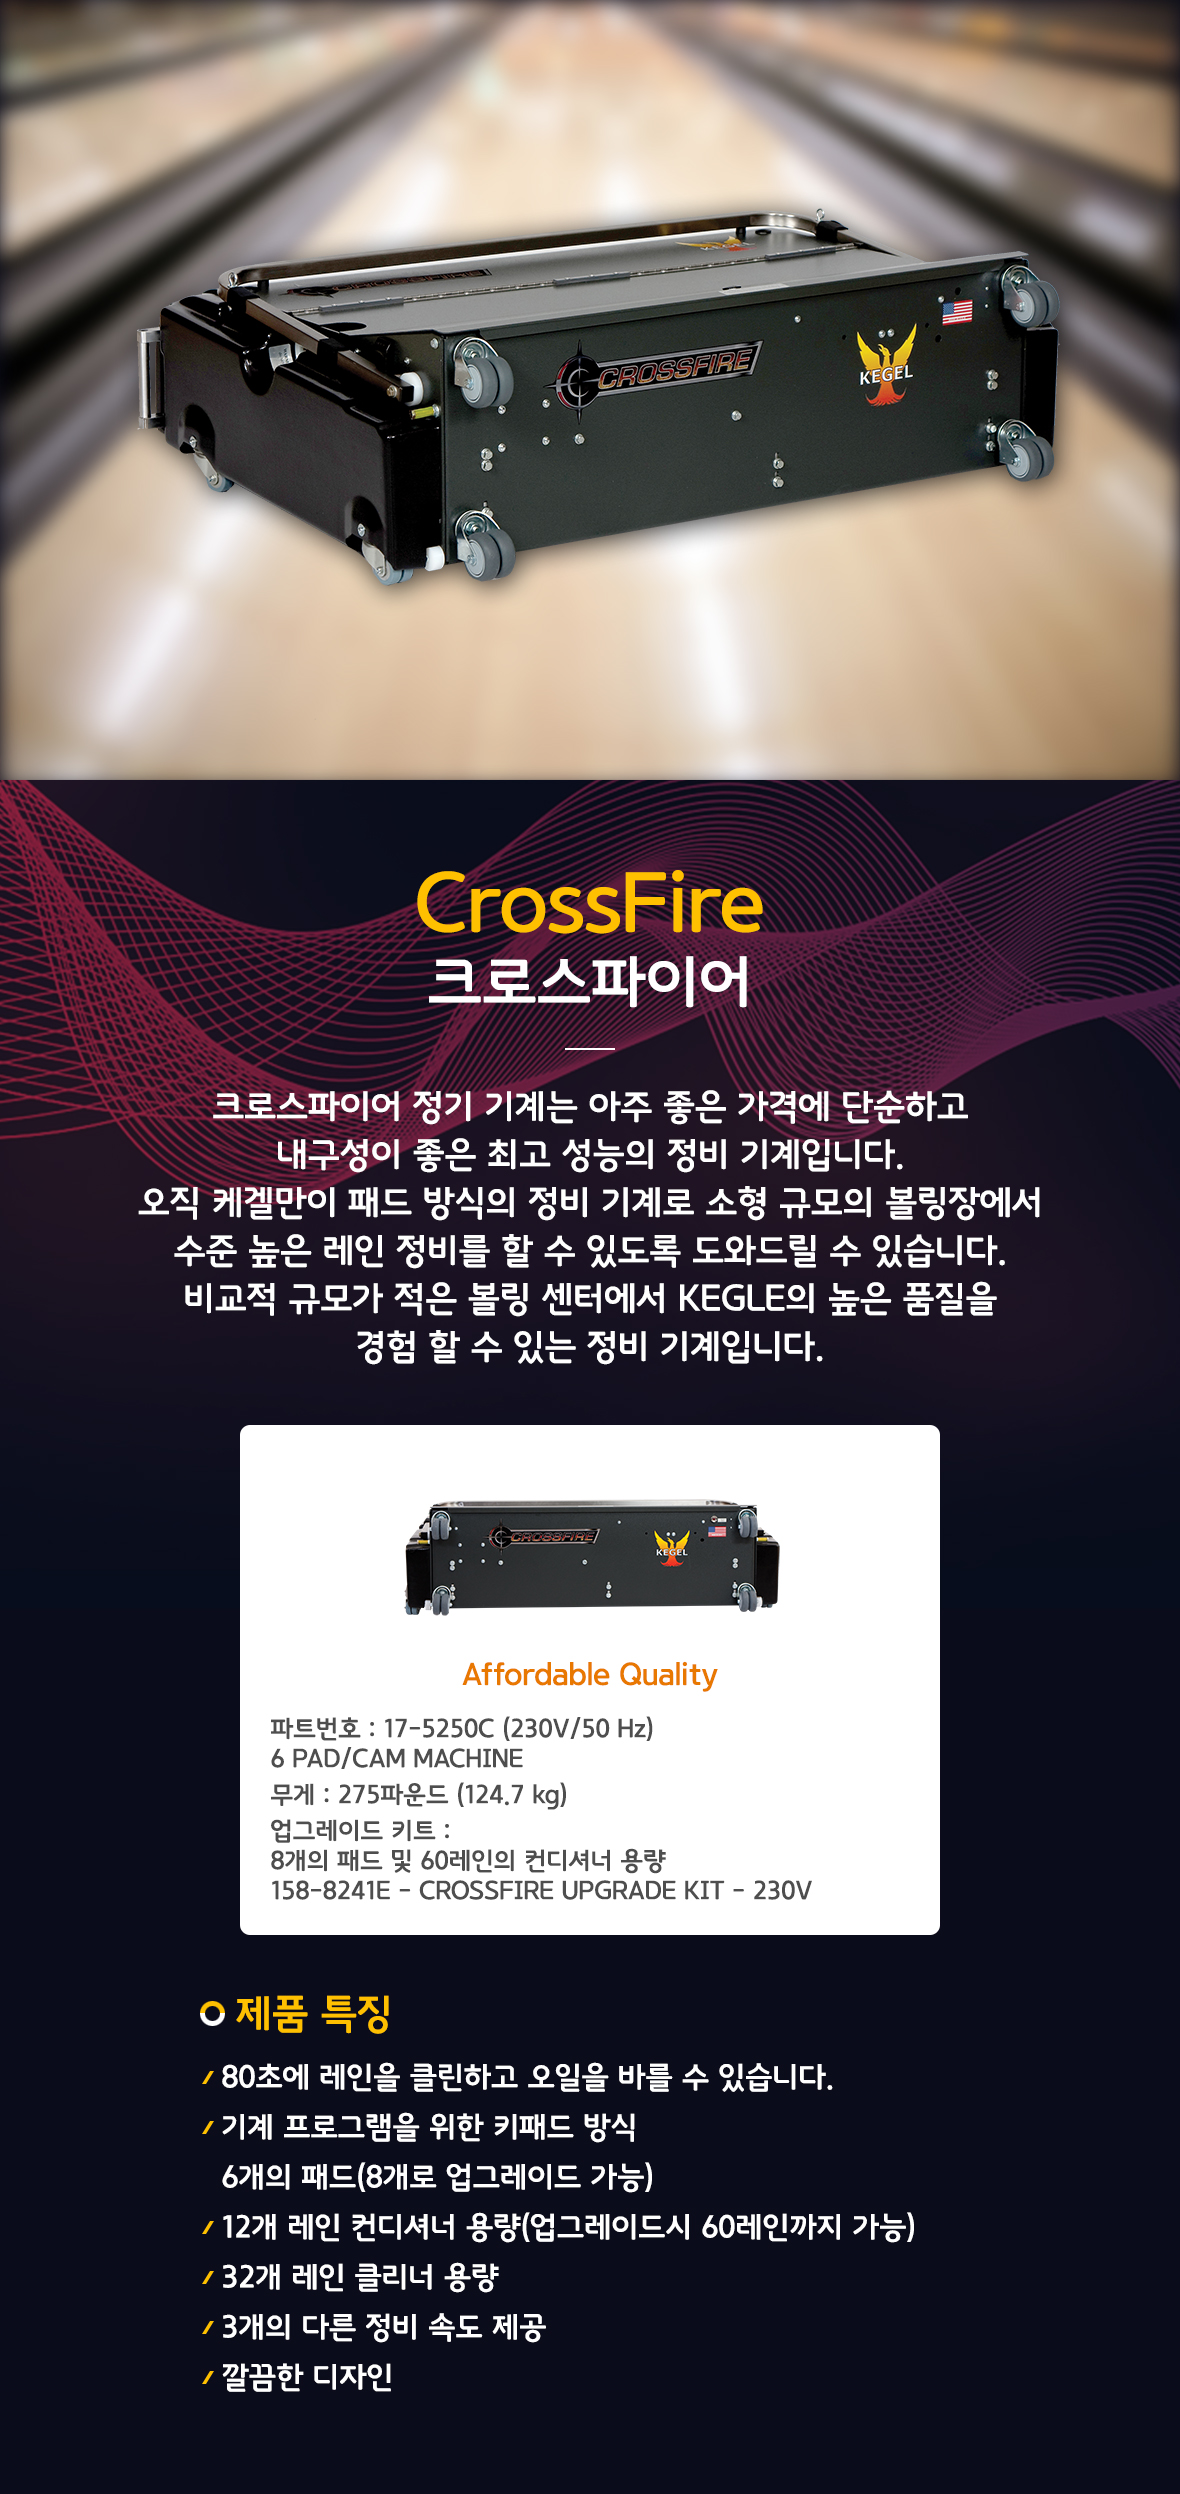 CROSSFIRE
KEGEL
CROSSFIRE
KEGEL
CrossFire
크로스파이어
크로스파이어 정기 기계는 아주 좋은 가격에 단순하고
내구성이 좋은 최고 성능의 정비 기계입니다.
오직 케겔만이 패드 방식의 정비 기계로 소형 규모의 볼링장에서
수준 높은 레인 정비를 할 수 있도록 도와드릴 수 있습니다.
비교적 규모가 적은 볼링 센터에서 KEGLE의 높은 품질을
경험 할 수 있는 정비 기계입니다.
CROSSFIRE
KEGEL
Affordable Quality
파트번호 : 17-5250C (230V/50 Hz)
6 PAD/CAM MACHINE
무게 : 275파운드 (124.7 kg)
업그레이드 키트 :
8개의 패드 및 60레인의 컨디셔너 용량
158-8241E - CROSSFIRE UPGRADE KIT - 230V
제품 특징
80초에 레인을 클린하고 오일을 바를 수 있습니다.
기계 프로그램을 위한 키패드 방식
6개의 패드(8개로 업그레이드 가능)
12개 레인 컨디셔너 용량(업그레이드시 60레인까지 가능)
32개 레인 클리너 용량
3개의 다른 정비 속도 제공
깔끔한 디자인